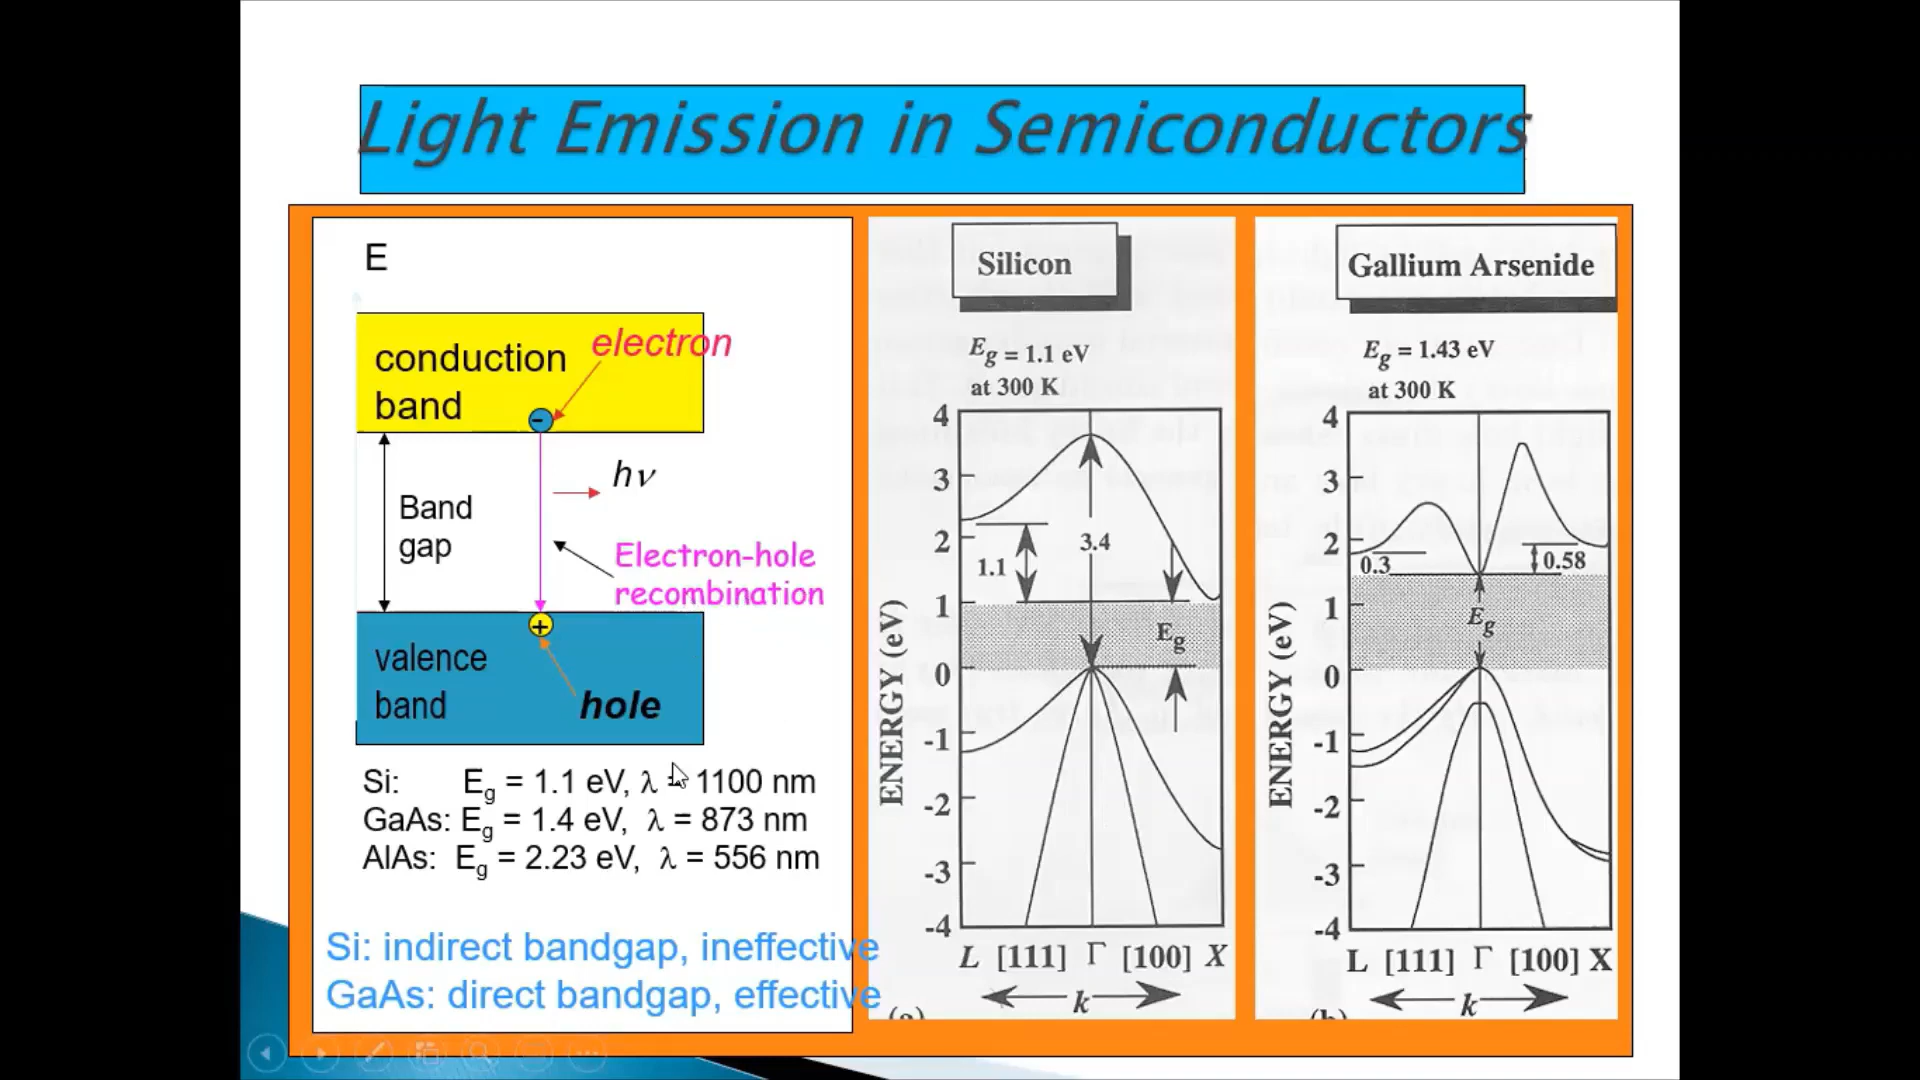 Light Emission in Semiconductors
E
conduction
band
electron
hν
Band
gap
Electron-hole
recombination
valence
band
hole
Si: Eg = 1.1 eV, λ = 1100 nm
GaAs: Eg = 1.4 eV, λ = 873 nm
AlAs: Eg = 2.23 eV, λ = 556 nm
Si: indirect bandgap, ineffective
GaAs: direct bandgap, effective
Silicon
Eg = 1.1 eV
at 300 K
ENERGY (eV)
4
3
2
1
0
-1
-2
-3
-4
1.1
3.4
Eg
L [111] Γ [100] X
k
(a)
Gallium Arsenide
Eg = 1.43 eV
at 300 K
ENERGY (eV)
4
3
2
1
0
-1
-2
-3
-4
0.3
0.58
Eg
L [111] Γ [100] X
k
(b)